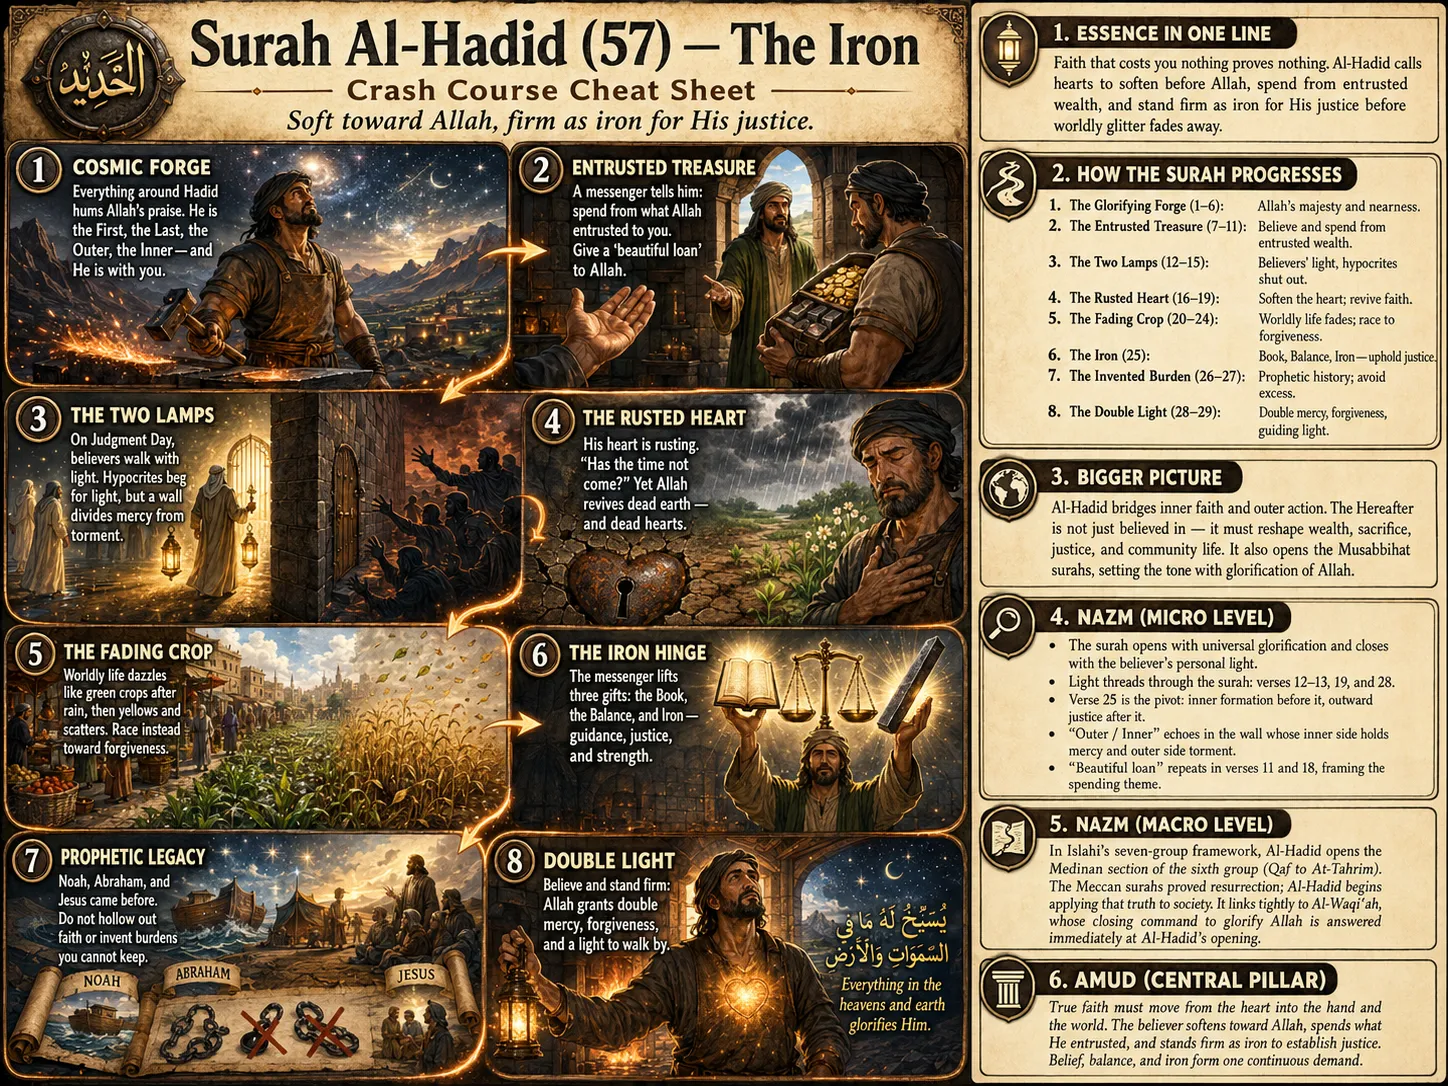 الحديد
Surah Al-Hadid (57) — The Iron
Crash Course Cheat Sheet
Soft toward Allah, firm as iron for His justice.
1 COSMIC FORGE
Everything around Hadid
hums Allah's praise. He is
the First, the Last, the
Outer, the Inner — and
He is with you.
2 ENTRUSTED TREASURE
A messenger tells him:
spend from what Allah
entrusted to you.
Give a 'beautiful loan'
to Allah.
3 THE TWO LAMPS
On Judgment Day,
believers walk with
light. Hypocrites beg
for light, but a wall
divides mercy from
torment.
4 THE RUSTED HEART
His heart is rusting.
"Has the time not
come?" Yet Allah
revives dead earth —
and dead hearts.
5 THE FADING CROP
Worldly life dazzles
like green crops after
rain, then yellows and
scatters. Race instead
toward forgiveness.
6 THE IRON HINGE
The messenger lifts
three gifts: the Book,
the Balance, and Iron —
guidance, justice,
and strength.
7 PROPHETIC LEGACY
Noah, Abraham, and
Jesus came before.
Do not hollow out
faith or invent burdens
you cannot keep.
NOAH
ABRAHAM
JESUS
8 DOUBLE LIGHT
Believe and stand firm:
Allah grants double
mercy, forgiveness,
and a light to walk by.
يُسَبِّحُ لَهُ مَا فِي
السَّمَوَاتِ وَالْأَرْضِ
Everything in the
heavens and earth
glorifies Him.
1. ESSENCE IN ONE LINE
Faith that costs you nothing proves nothing. Al-Hadid calls
hearts to soften before Allah, spend from entrusted
wealth, and stand firm as iron for His justice before
worldly glitter fades away.
2. HOW THE SURAH PROGRESSES
1. The Glorifying Forge (1–6): Allah's majesty and nearness.
2. The Entrusted Treasure (7–11): Believe and spend from
entrusted wealth.
3. The Two Lamps (12–15): Believers' light, hypocrites
shut out.
4. The Rusted Heart (16–19): Soften the heart; revive faith.
5. The Fading Crop (20–24): Worldly life fades; race to
forgiveness.
6. The Iron (25): Book, Balance, Iron — uphold justice.
7. The Invented Burden (26–27): Prophetic history; avoid
excess.
8. The Double Light (28–29): Double mercy, forgiveness,
guiding light.
3. BIGGER PICTURE
Al-Hadid bridges inner faith and outer action. The Hereafter
is not just believed in — it must reshape wealth, sacrifice,
justice, and community life. It also opens the Musabbihat
surahs, setting the tone with glorification of Allah.
4. NAZM (MICRO LEVEL)
• The surah opens with universal glorification and closes
with the believer's personal light.
• Light threads through the surah: verses 12–13, 19, and 28.
• Verse 25 is the pivot: inner formation before it, outward
justice after it.
• "Outer / Inner" echoes in the wall whose inner side holds
mercy and outer side torment.
• "Beautiful loan" repeats in verses 11 and 18, framing the
spending theme.
5. NAZM (MACRO LEVEL)
In Islahi's seven-group framework, Al-Hadid opens the
Medinan section of the sixth group (Qaf to At-Tahrim).
The Meccan surahs proved resurrection; Al-Hadid begins
applying that truth to society. It links tightly to Al-Waqi'ah,
whose closing command to glorify Allah is answered
immediately at Al-Hadid's opening.
6. AMUD (CENTRAL PILLAR)
True faith must move from the heart into the hand and
the world. The believer softens toward Allah, spends what
He entrusted, and stands firm as iron to establish justice.
Belief, balance, and iron form one continuous demand.